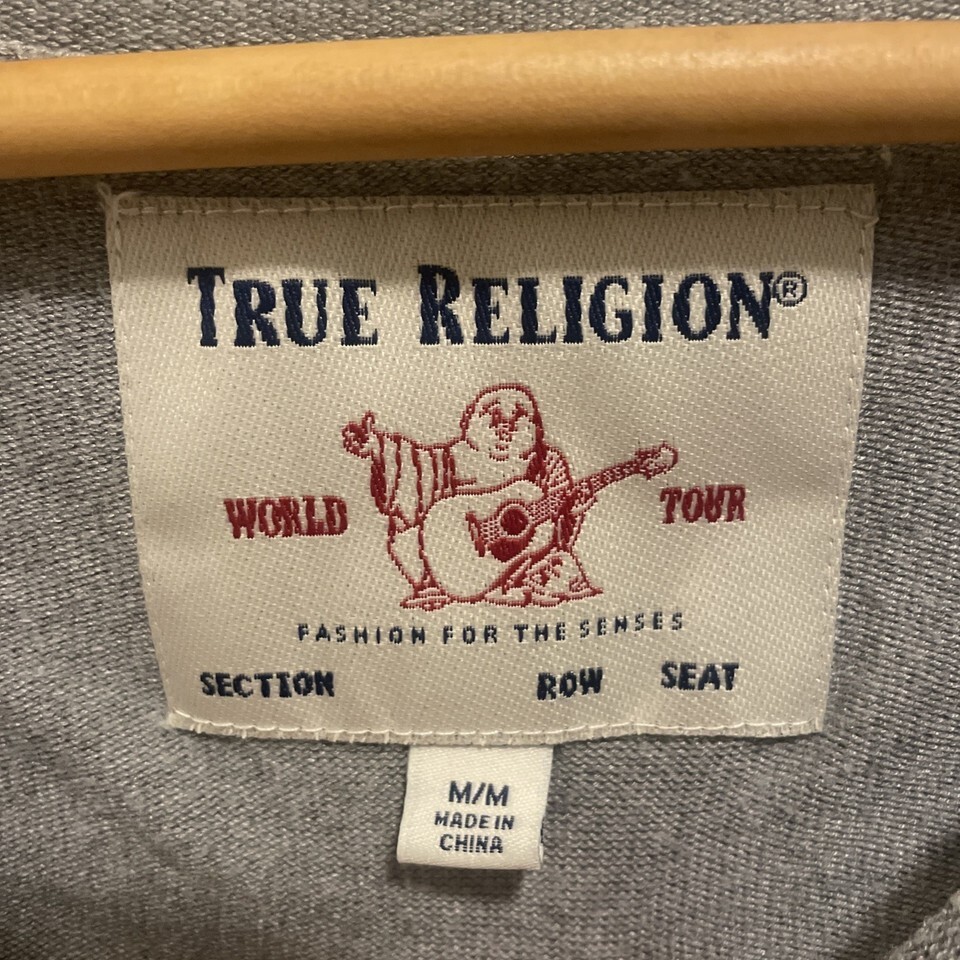 TRUE RELIGION®
WORLD TOUR
FASHION FOR THE SENSES
SECTION ROW SEAT
M/M
MADE IN
CHINA